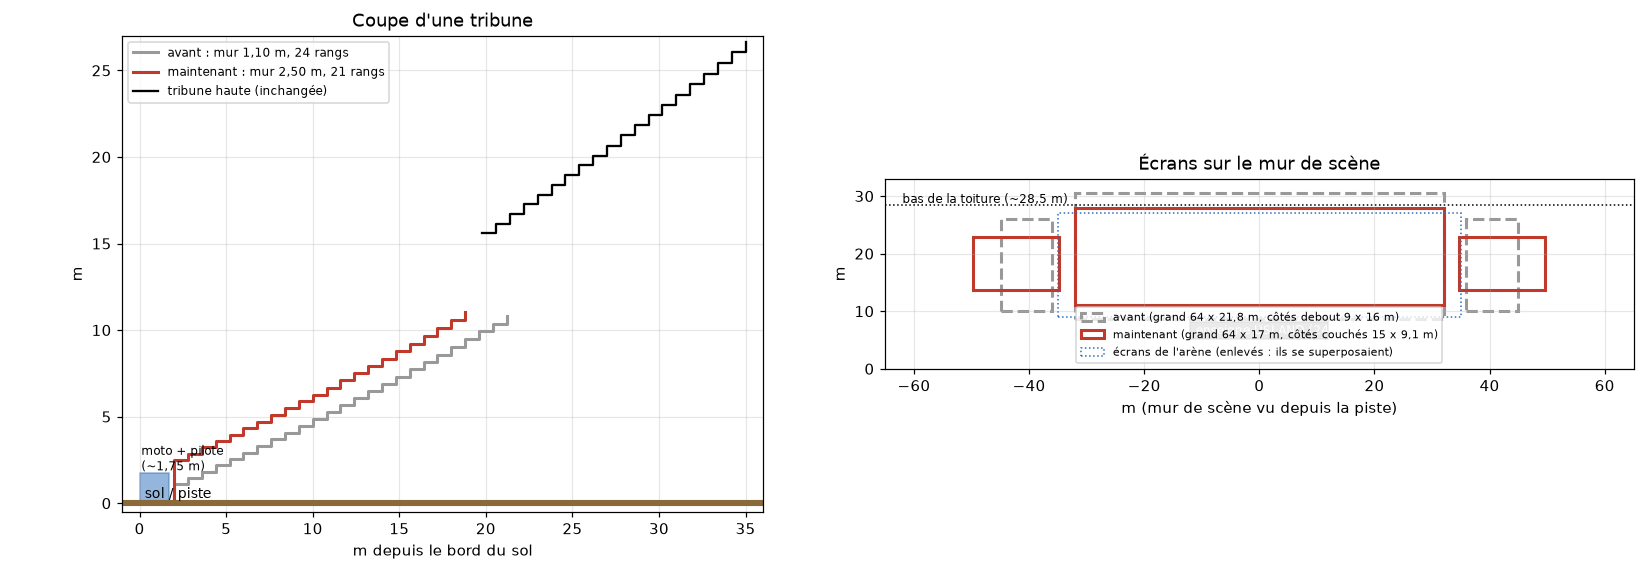 Coupe d'une tribune
avant : mur 1,10 m, 24 rangs
maintenant : mur 2,50 m, 21 rangs
tribune haute (inchangée)
moto + pilote
(~1,75 m)
sol / piste
m
0
5
10
15
20
25
0
5
10
15
20
25
30
35
m depuis le bord du sol
Écrans sur le mur de scène
bas de la toiture (~28,5 m)
avant (grand 64 x 21,8 m, côtés debout 9 x 16 m)
maintenant (grand 64 x 17 m, côtés couchés 15 x 9,1 m)
écrans de l'arène (enlevés : ils se superposaient)
m
0
10
20
30
−60
−40
−20
0
20
40
60
m (mur de scène vu depuis la piste)